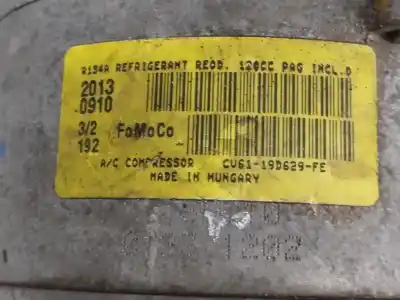 R134A REFRIGERANT REQD. 120CC PAG INCL.D
2013
.0910
3/2 FoMoCo
192
A/C COMPRESSOR CV61-19D629-FE
MADE IN HUNGARY
1202